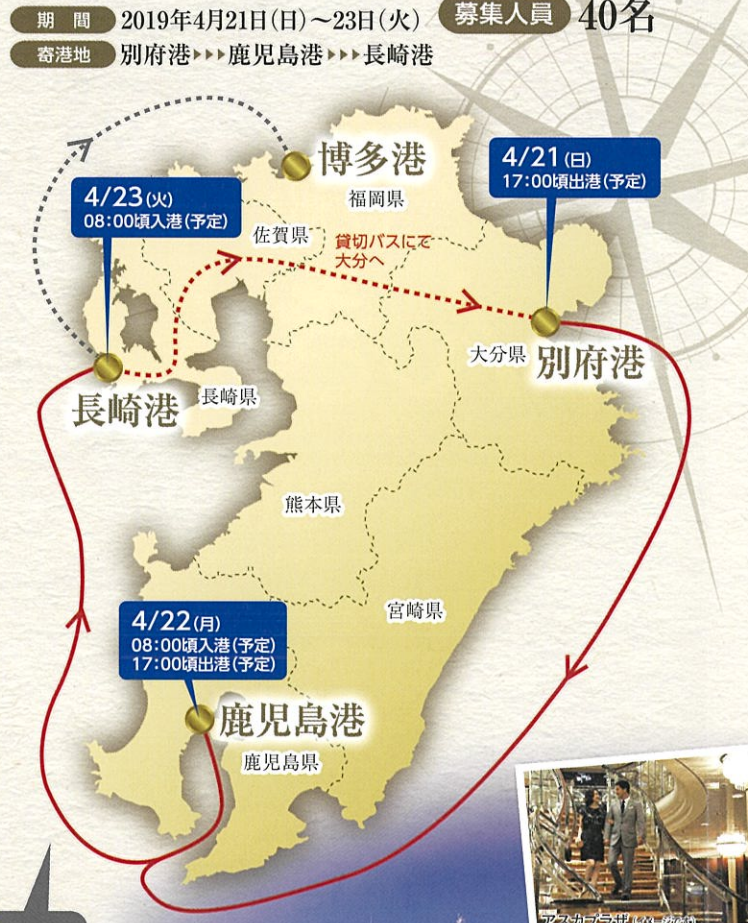 期間 2019年4月21日(日)〜23日(火) 募集人員 40名
寄港地 別府港▸▸▸鹿児島港▸▸▸長崎港
博多港
福岡県
4/21(日)
17:00頃出港(予定)
4/23(火)
08:00頃入港(予定)
佐賀県
貸切バスにて
大分へ
大分県
別府港
長崎港
長崎県
熊本県
宮崎県
4/22(月)
08:00頃入港(予定)
17:00頃出港(予定)
鹿児島港
鹿児島県
アスカプラザ